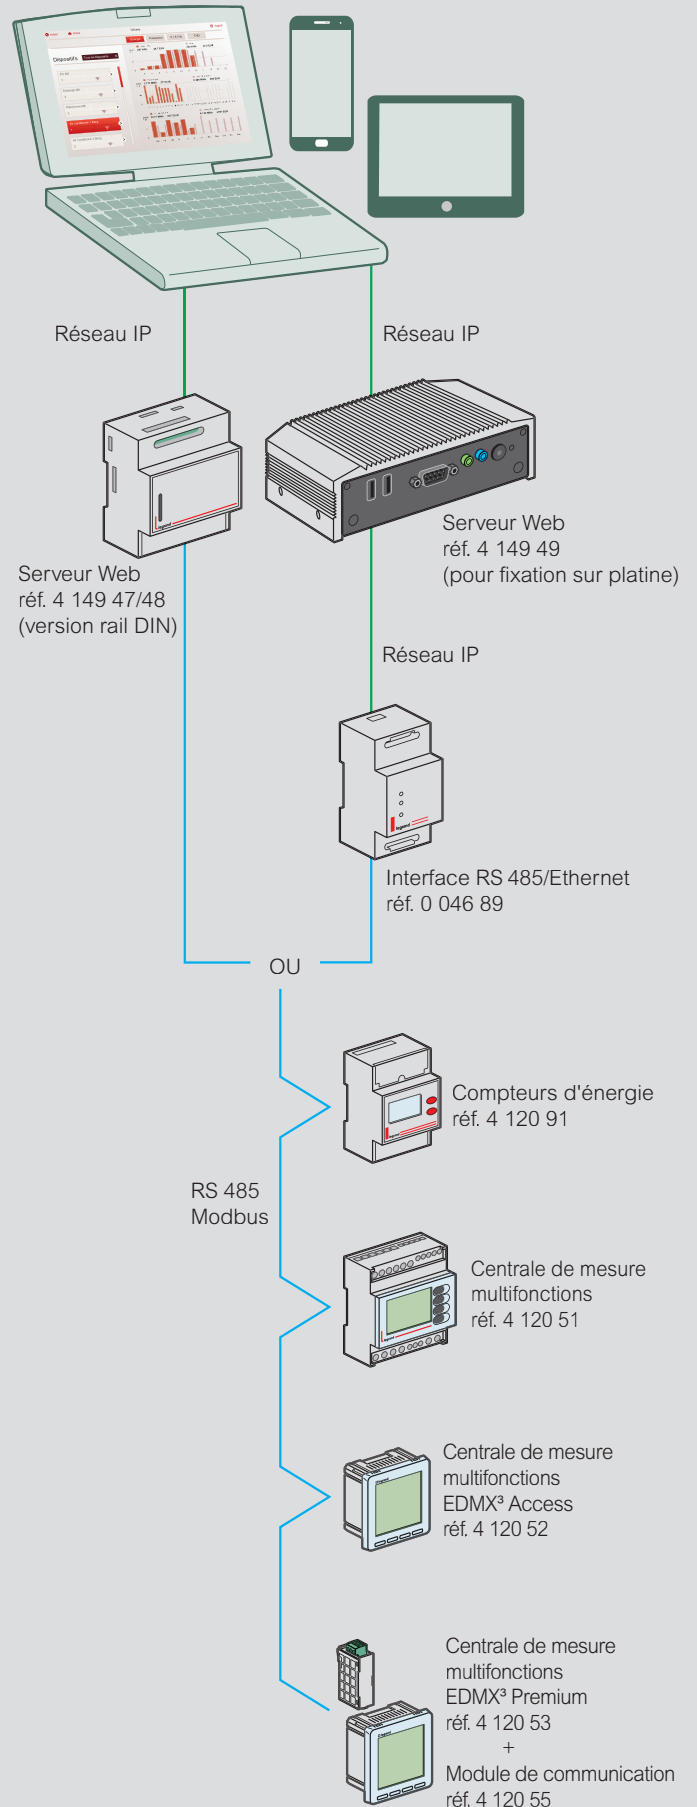 Dispositifs
Réseau IP
Réseau IP
Serveur Web
réf. 4 149 49
(pour fixation sur platine)
Serveur Web
réf. 4 149 47/48
(version rail DIN)
Réseau IP
legrand
Interface RS 485/Ethernet
réf. 0 046 89
OU
Compteurs d'énergie
réf. 4 120 91
RS 485
Modbus
Centrale de mesure
multifonctions
réf. 4 120 51
Centrale de mesure
multifonctions
EDMX³ Access
réf. 4 120 52
Centrale de mesure
multifonctions
EDMX³ Premium
réf. 4 120 53
+
Module de communication
réf. 4 120 55